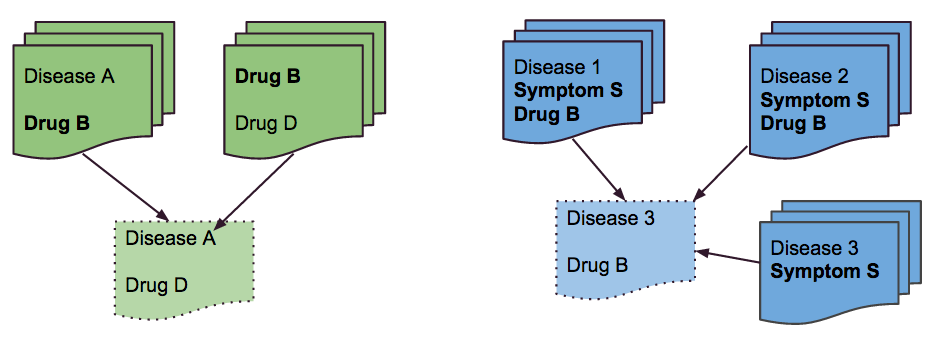 Disease A
Drug B
Drug B
Drug D
Disease A
Drug D
Disease 1
Symptom S
Drug B
Disease 2
Symptom S
Drug B
Disease 3
Drug B
Disease 3
Symptom S